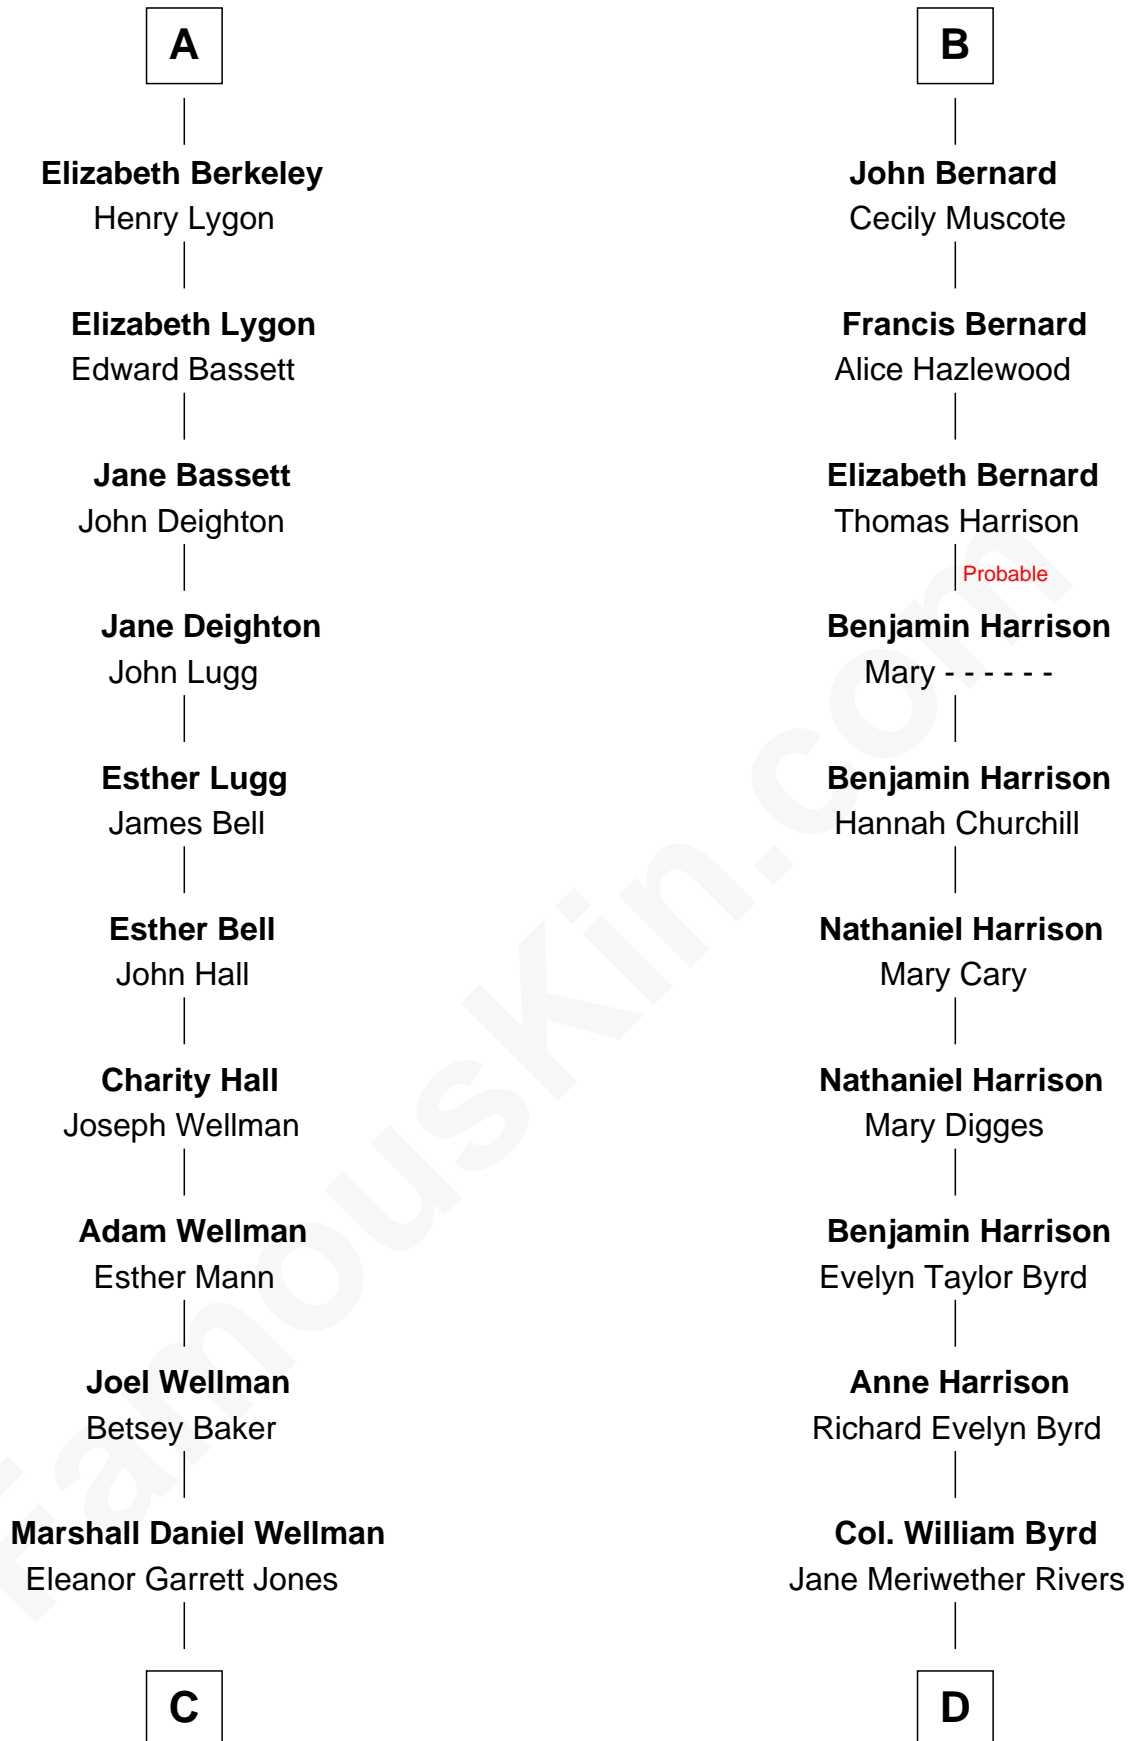 A
Elizabeth Berkeley
Henry Lygon
Elizabeth Lygon
Edward Bassett
Jane Bassett
John Deighton
Jane Deighton
John Lugg
Esther Lugg
James Bell
Esther Bell
John Hall
Charity Hall
Joseph Wellman
Adam Wellman
Esther Mann
Joel Wellman
Betsey Baker
Marshall Daniel Wellman
Eleanor Garrett Jones
C
B
John Bernard
Cecily Muscote
Francis Bernard
Alice Hazlewood
Elizabeth Bernard
Thomas Harrison
Probable
Benjamin Harrison
Mary - - - - - -
Benjamin Harrison
Hannah Churchill
Nathaniel Harrison
Mary Cary
Nathaniel Harrison
Mary Digges
Benjamin Harrison
Evelyn Taylor Byrd
Anne Harrison
Richard Evelyn Byrd
Col. William Byrd
Jane Meriwether Rivers
D
FamousKin.com